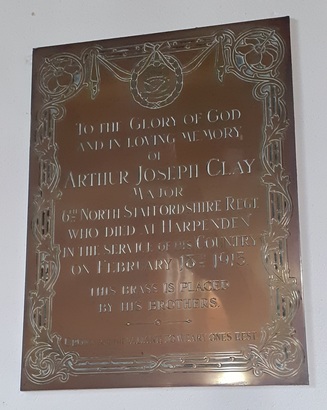 TO THE GLORY OF GOD
AND IN LOVING MEMORY
OF
ARTHUR JOSEPH CLAY
MAJOR
6TH NORTH STAFFORDSHIRE REGT
WHO DIED AT HARPENDEN
IN THE SERVICE OF HIS COUNTRY
ON FEBRUARY 18TH 1915
THIS BRASS IS PLACED
BY HIS BROTHERS.
REST